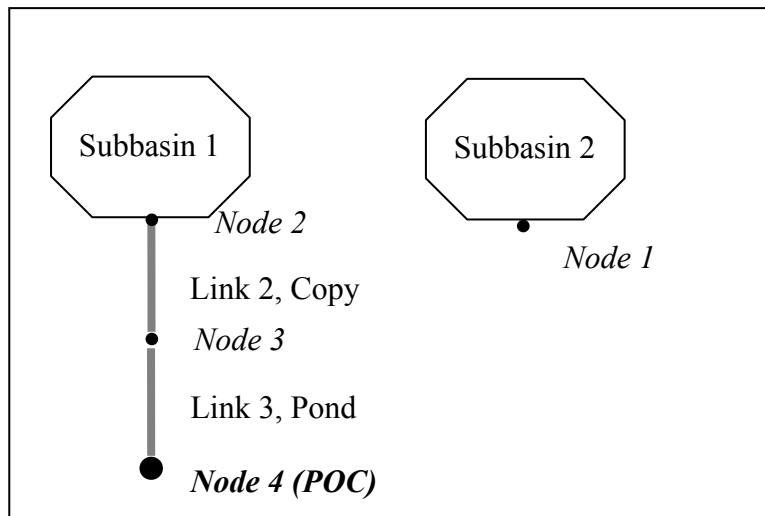 Subbasin 1
Subbasin 2
Node 2
Node 1
Link 2, Copy
Node 3
Link 3, Pond
Node 4 (POC)